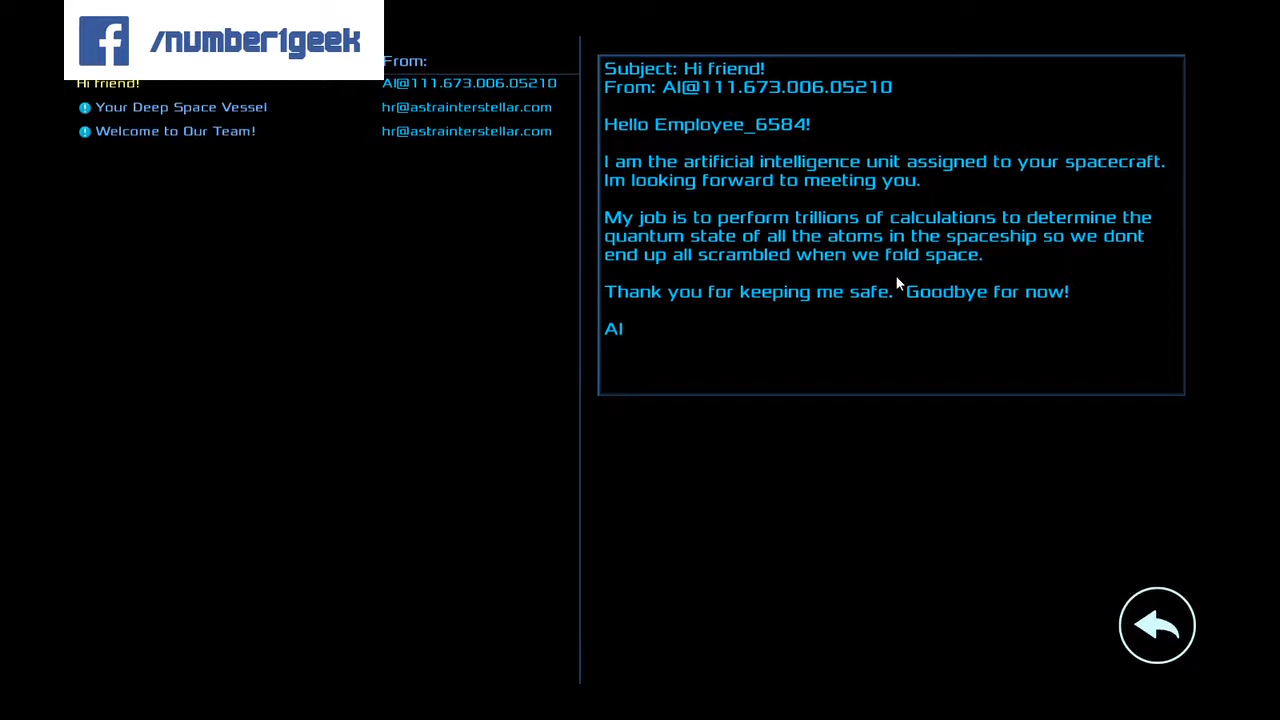 /number1geek
From:
Hi friend! AI@111.673.006.05210
Your Deep Space Vessel hr@astrainterstellar.com
Welcome to Our Team! hr@astrainterstellar.com
Subject: Hi friend!
From: AI@111.673.006.05210
Hello Employee_6584!
I am the artificial intelligence unit assigned to your spacecraft.
Im looking forward to meeting you.
My job is to perform trillions of calculations to determine the
quantum state of all the atoms in the spaceship so we dont
end up all scrambled when we fold space.
Thank you for keeping me safe. Goodbye for now!
AI